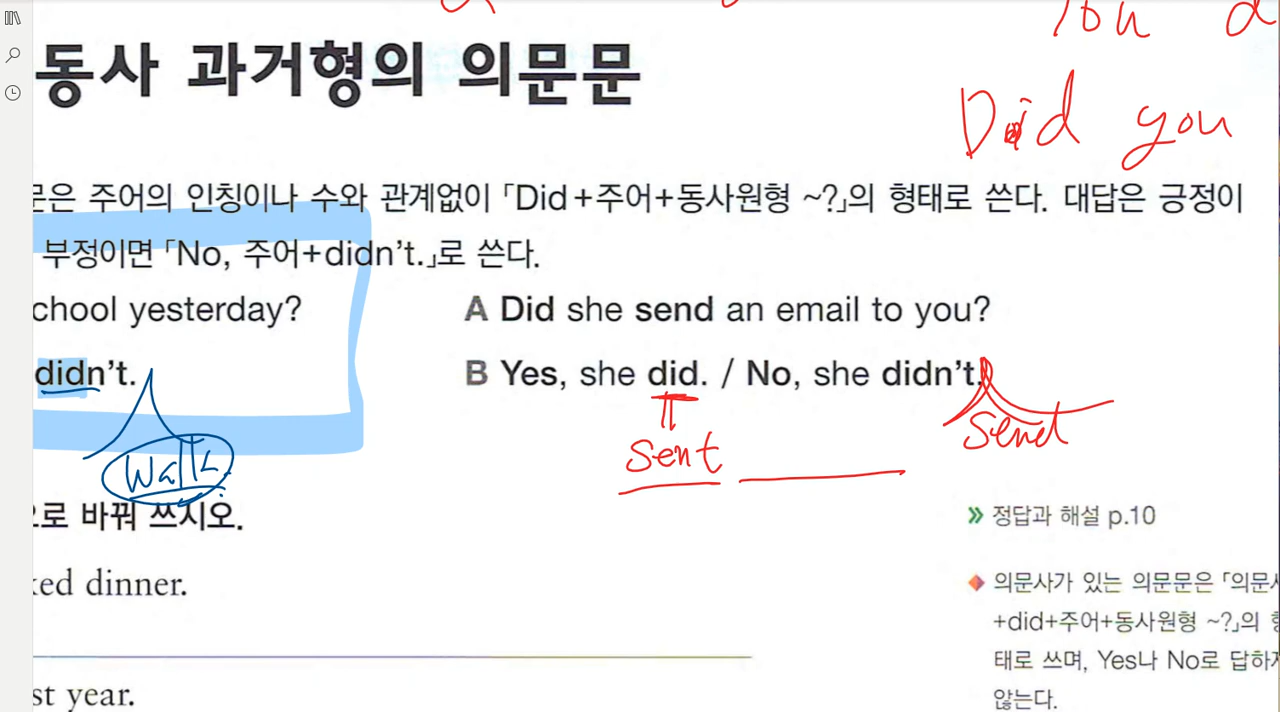 You
동사 과거형의 의문문
Did you
문은 주어의 인칭이나 수와 관계없이 「Did+주어+동사원형 ~?」의 형태로 쓴다. 대답은 긍정이
부정이면 「No, 주어+didn't.」로 쓴다.
chool yesterday?
A Did she send an email to you?
didn't.
B Yes, she did. / No, she didn't.
walk
sent
send
으로 바꿔 쓰시오.
정답과 해설 p.10
ked dinner.
의문사가 있는 의문문은 「의문사
+did+주어+동사원형 ~?」의 형
태로 쓰며, Yes나 No로 답하지
않는다.
st year.